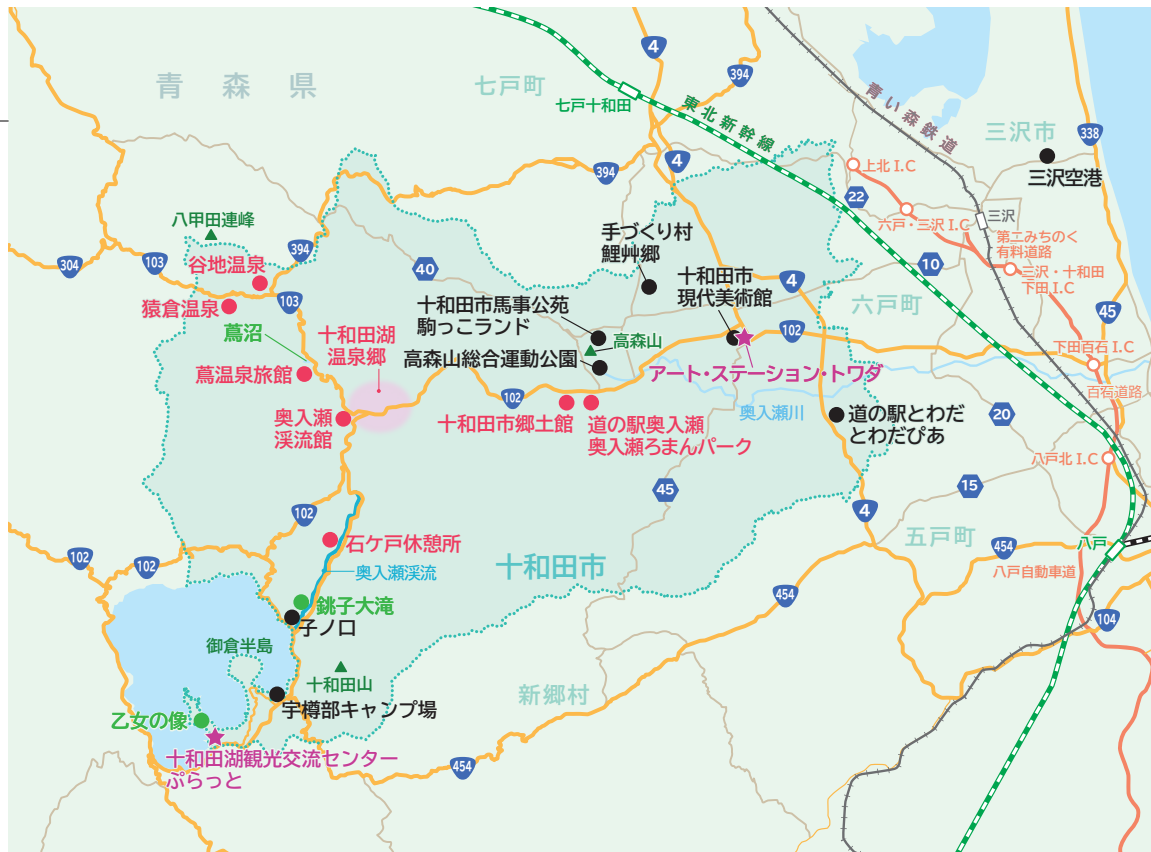 青森県
七戸町
4
394
七戸十和田
東北新幹線
青い森鉄道
三沢市
338
4
三沢空港
394
上北I.C
22
六戸・三沢I.C
三沢
第二みちのく
有料道路
八甲田連峰
394
103
304
谷地温泉
40
手づくり村
鯉艸郷
十和田市
現代美術館
4
10
三沢・十和田
下田I.C
猿倉温泉
103
十和田市馬事公苑
駒っこランド
六戸町
45
蔦沼
十和田湖
温泉郷
高森山
102
高森山総合運動公園
下田百石I.C
蔦温泉旅館
アート・ステーション・トワダ
百石道路
102
奥入瀬
渓流館
十和田市郷土館
道の駅奥入瀬
奥入瀬ろまんパーク
奥入瀬川
道の駅とわだ
とわだぴあ
20
八戸北I.C
45
15
102
4
石ケ戸休憩所
五戸町
454
八戸
102
102
奥入瀬渓流
十和田市
八戸自動車道
454
銚子大滝
子ノ口
104
御倉半島
十和田山
新郷村
宇樽部キャンプ場
乙女の像
十和田湖観光交流センター
ぷらっと
454